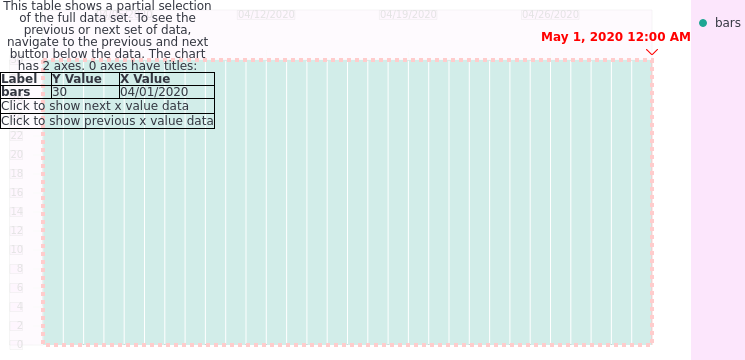 This table shows a partial selection
of the full data set. To see the
previous or next set of data,
navigate to the previous and next
button below the data. The chart
has 2 axes. 0 axes have titles:
Label Y Value X Value
bars 30 04/01/2020
Click to show next x value data
Click to show previous x value data
04/12/2020 04/19/2020 04/26/2020
May 1, 2020 12:00 AM
bars
22
20
18
16
14
12
10
8
6
4
2
0